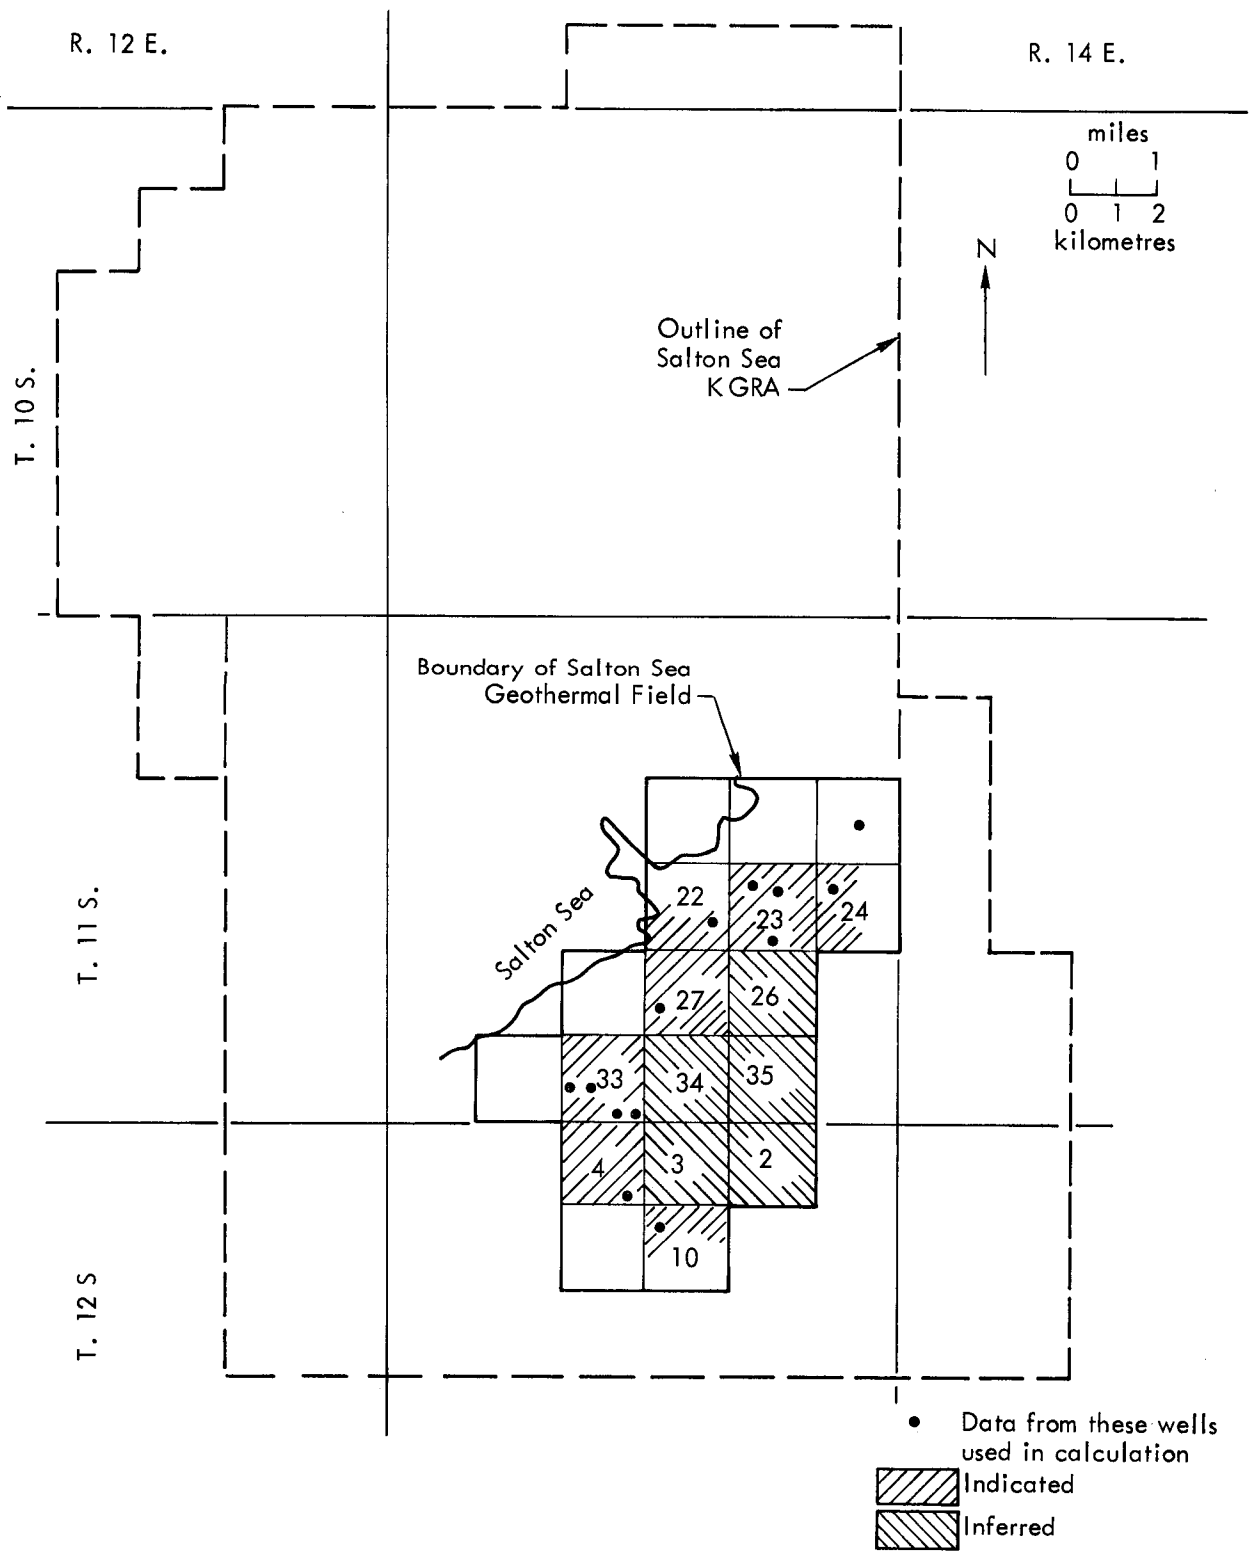 R. 12 E.
R. 14 E.
miles
0 1
0 1 2
kilometres
N
Outline of
Salton Sea
KGRA
T. 10 S.
Boundary of Salton Sea
Geothermal Field
Salton Sea
22
23
24
27
26
33
34
35
4
3
2
10
T. 11 S.
T. 12 S
Data from these wells
used in calculation
Indicated
Inferred